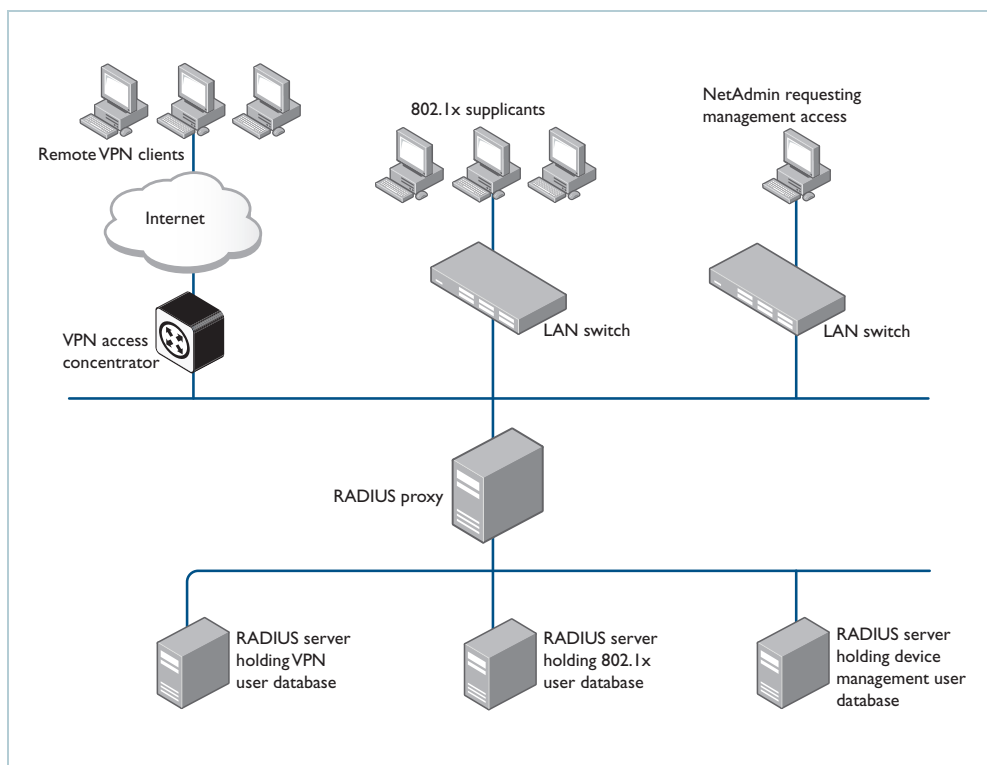 Remote VPN clients
802.1x supplicants
NetAdmin requesting
management access
Internet
VPN access
concentrator
LAN switch
LAN switch
RADIUS proxy
RADIUS server
holding VPN
user database
RADIUS server
holding 802.1x
user database
RADIUS server
holding device
management user
database